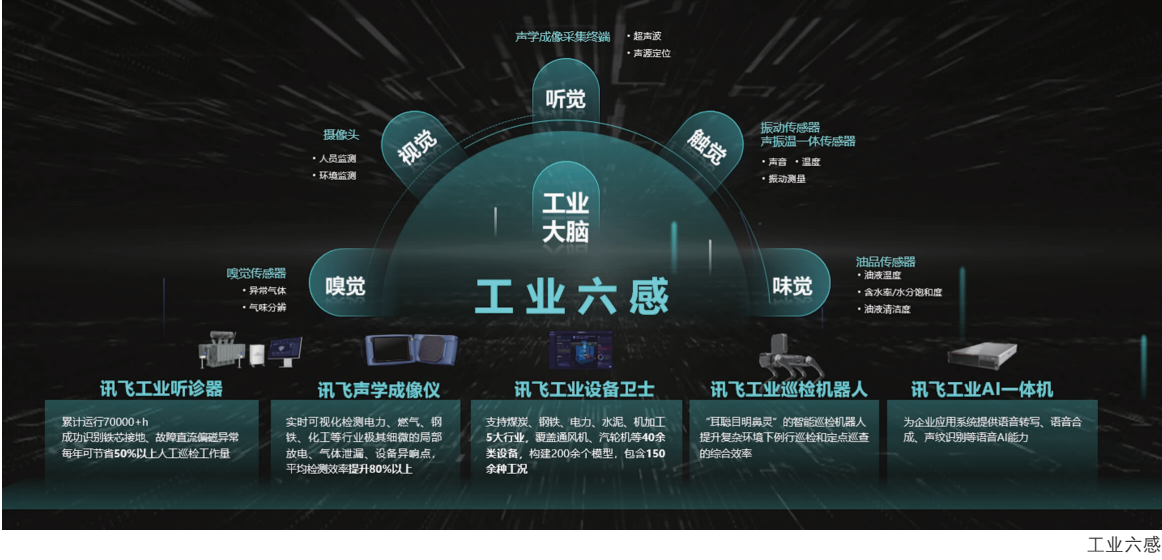 声学成像采集终端
• 超声波
• 声源定位
听觉
摄像头
• 人员监测
• 环境监测
视觉
触觉
振动传感器
声振温一体传感器
• 声音 • 温度
• 振动测量
工业
大脑
嗅觉传感器
• 异常气体
• 气味分辨
嗅觉
工业六感
味觉
油品传感器
• 油液温度
• 含水率/水分饱和度
• 油液清洁度
讯飞工业听诊器
累计运行70000+h
成功识别铁芯接地、故障直流偏磁异常
每年可节省50%以上人工巡检工作量
讯飞声学成像仪
实时可视化检测电力、燃气、钢
铁、化工等行业极其细微的局部
放电、气体泄漏、设备异响点，
平均检测效率提升80%以上
讯飞工业设备卫士
支持煤炭、钢铁、电力、水泥、机加工
5大行业，覆盖通风机、汽轮机等40余
类设备，构建200余个模型，包含150
余种工况
讯飞工业巡检机器人
“耳聪目明鼻灵”的智能巡检机器人
提升复杂环境下例行巡检和定点巡查
的综合效率
讯飞工业AI一体机
为企业应用系统提供语音转写、语音合
成、声纹识别等语音AI能力
工业六感